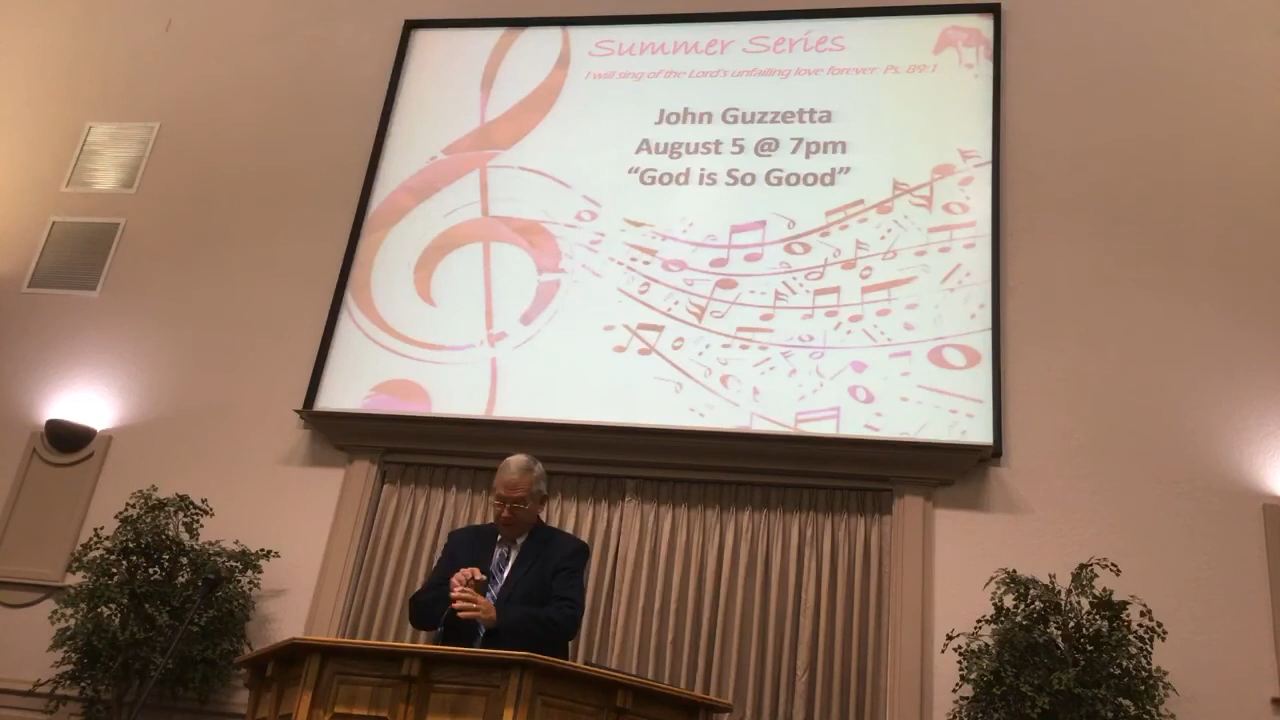 Summer Series
I will sing of the Lord's unfailing love forever. Ps. 89:1
John Guzzetta
August 5 @ 7pm
“God is So Good”